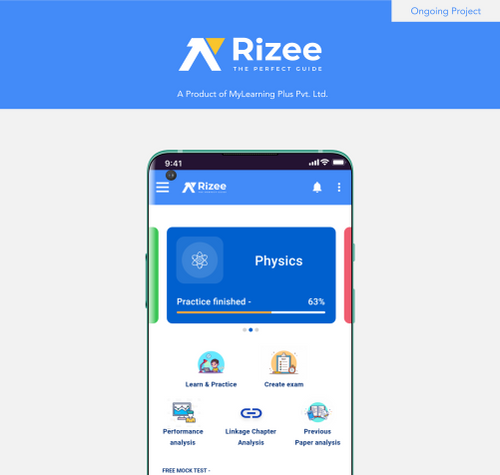 Ongoing Project
Rizee
THE PERFECT GUIDE
A Product of MyLearning Plus Pvt. Ltd.
9:41
Rizee
Physics
Practice finished - 63%
Learn & Practice Create exam
Performance Linkage Chapter Previous
analysis Analysis Paper analysis
FREE MOCK TEST -